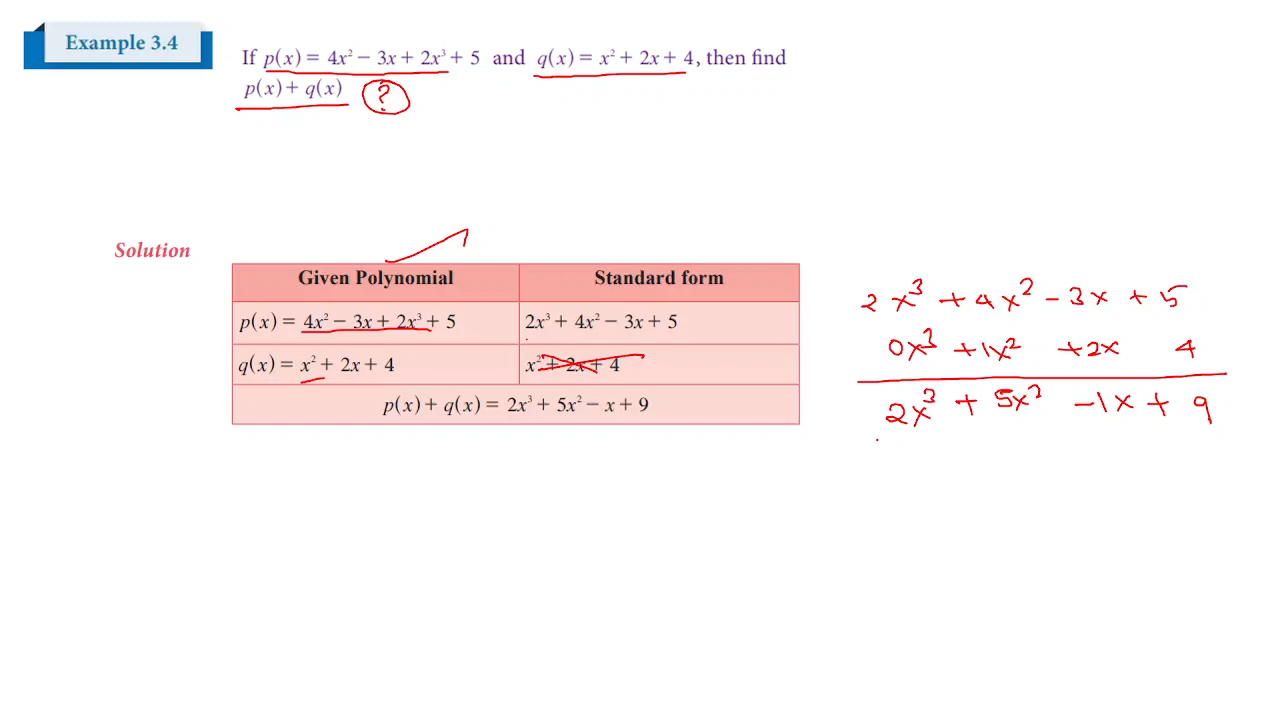 Example 3.4
If p(x) = 4x² − 3x + 2x³ + 5 and q(x) = x² + 2x + 4, then find
p(x) + q(x) ?
Solution
Given Polynomial Standard form
p(x) = 4x² − 3x + 2x³ + 5 2x³ + 4x² − 3x + 5
q(x) = x² + 2x + 4 x² + 2x + 4
p(x) + q(x) = 2x³ + 5x² − x + 9
2x³ + 4x² − 3x + 5
0x³ + 1x² + 2x 4
2x³ + 5x² − 1x + 9